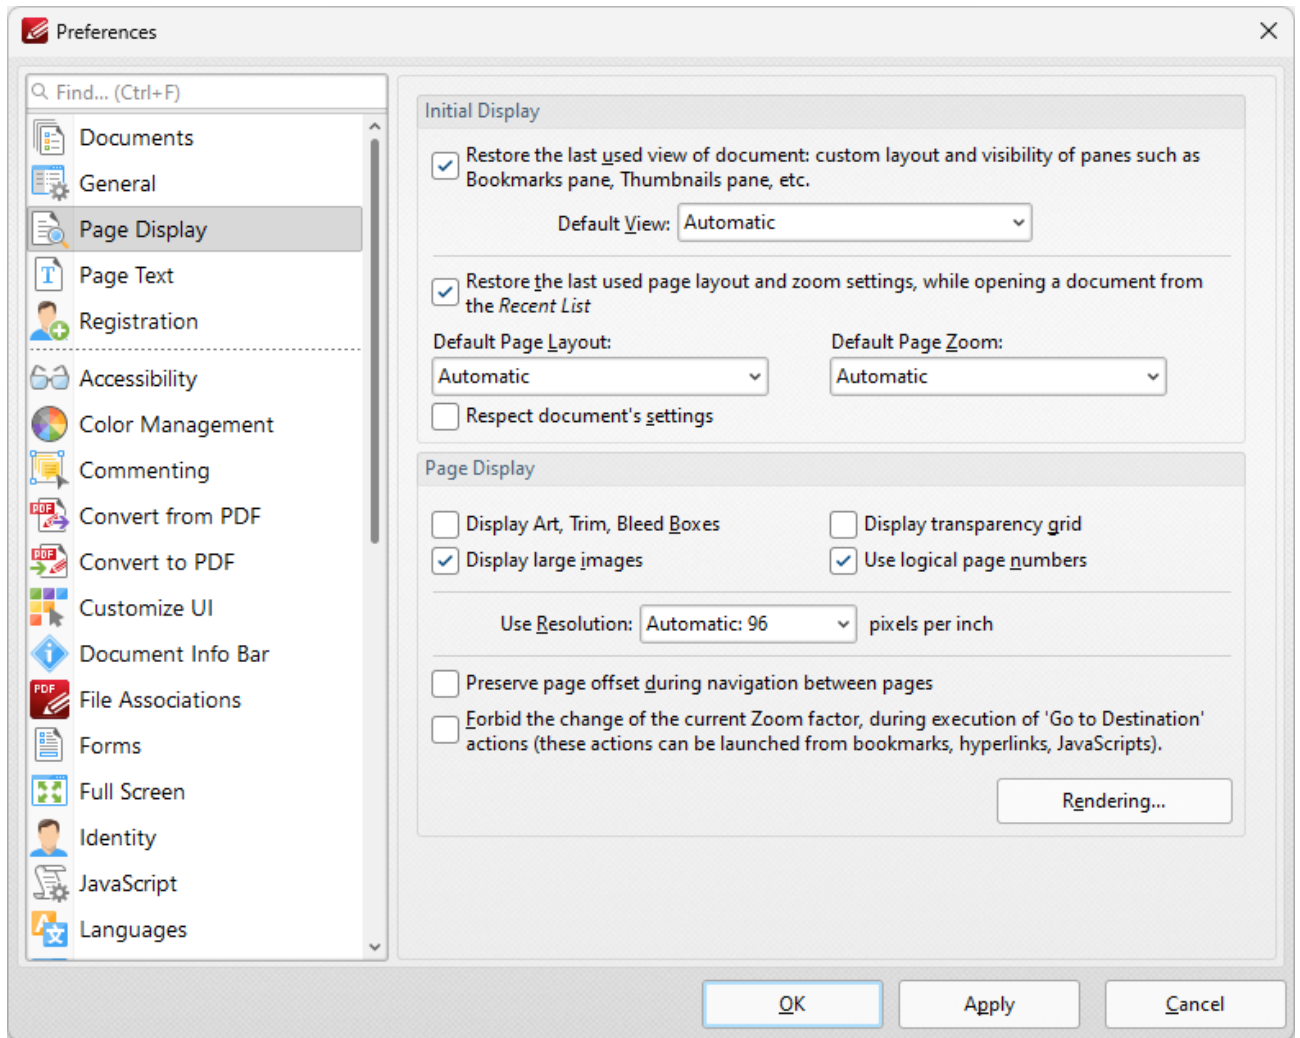 Preferences
Find... (Ctrl+F)
Documents
General
Page Display
Page Text
Registration
Accessibility
Color Management
Commenting
Convert from PDF
Convert to PDF
Customize UI
Document Info Bar
File Associations
Forms
Full Screen
Identity
JavaScript
Languages
Initial Display
Restore the last used view of document: custom layout and visibility of panes such as
Bookmarks pane, Thumbnails pane, etc.
Default View: Automatic
Restore the last used page layout and zoom settings, while opening a document from
the Recent List
Default Page Layout: Default Page Zoom:
Automatic Automatic
Respect document's settings
Page Display
Display Art, Trim, Bleed Boxes Display transparency grid
Display large images Use logical page numbers
Use Resolution: Automatic: 96 pixels per inch
Preserve page offset during navigation between pages
Forbid the change of the current Zoom factor, during execution of 'Go to Destination'
actions (these actions can be launched from bookmarks, hyperlinks, JavaScripts).
Rendering...
OK Apply Cancel